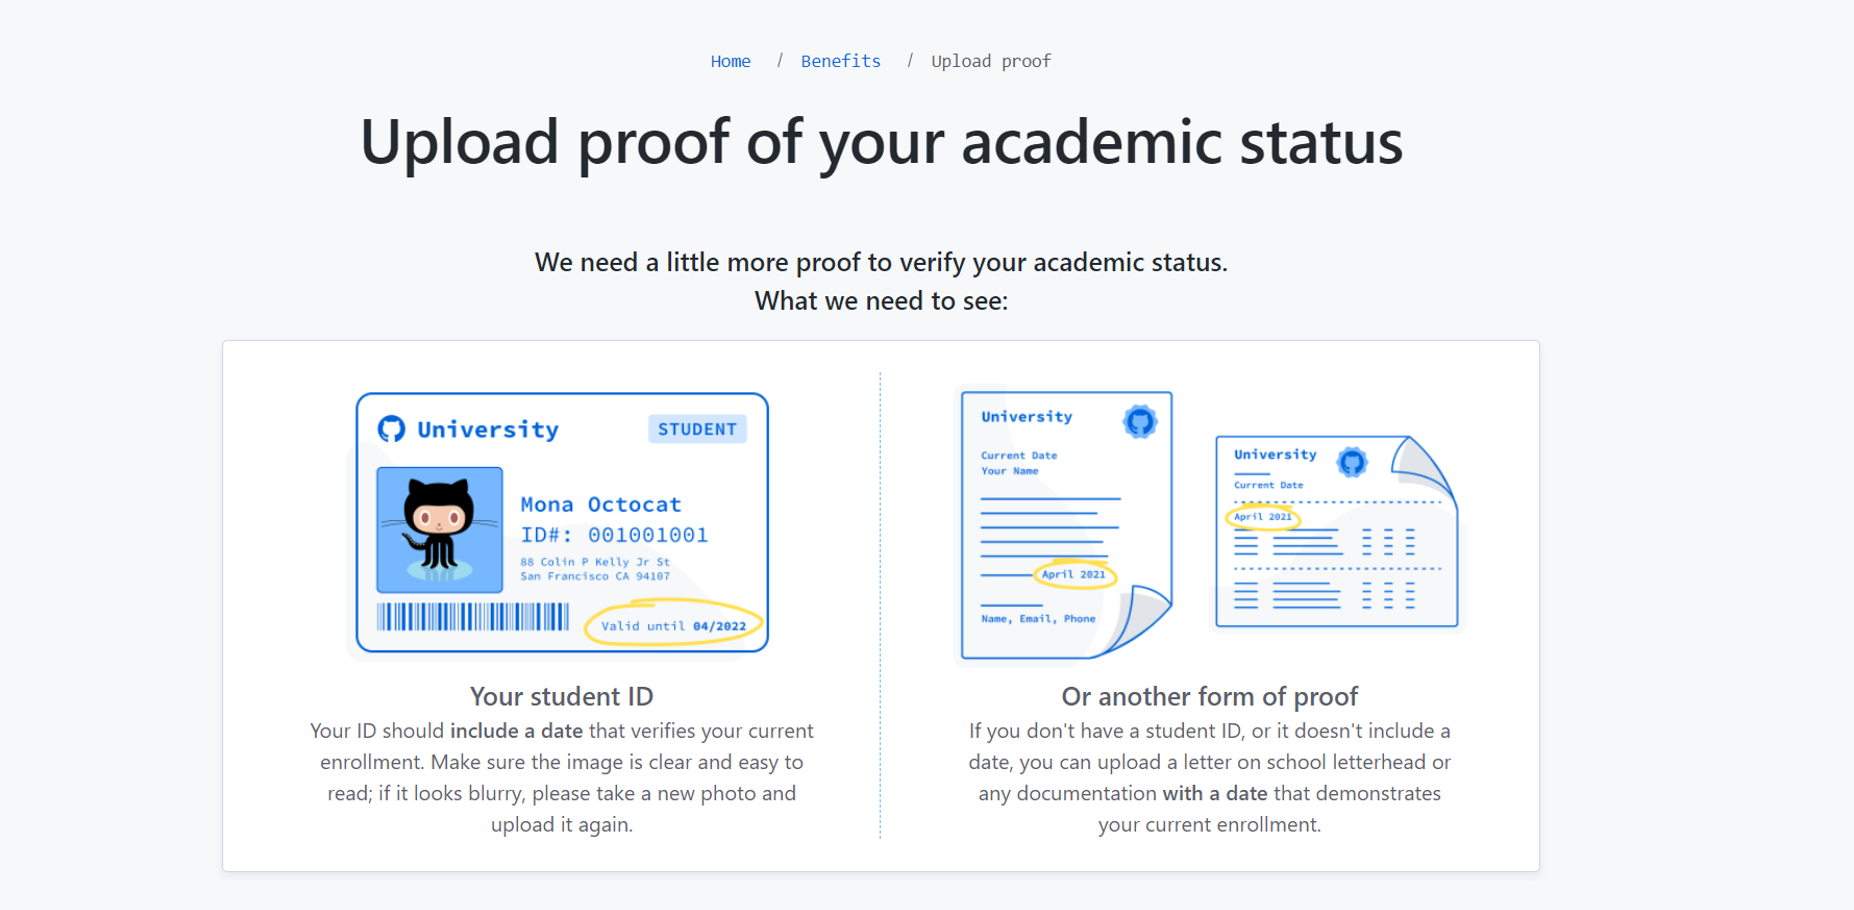 Home / Benefits / Upload proof
Upload proof of your academic status
We need a little more proof to verify your academic status.
What we need to see:
University
STUDENT
Mona Octocat
ID#: 001001001
88 Colin P Kelly Jr St
San Francisco CA 94107
Valid until 04/2022
Your student ID
Your ID should include a date that verifies your current
enrollment. Make sure the image is clear and easy to
read; if it looks blurry, please take a new photo and
upload it again.
University
Current Date
Your Name
April 2021
Name, Email, Phone
University
Current Date
April 2021
Or another form of proof
If you don't have a student ID, or it doesn't include a
date, you can upload a letter on school letterhead or
any documentation with a date that demonstrates
your current enrollment.